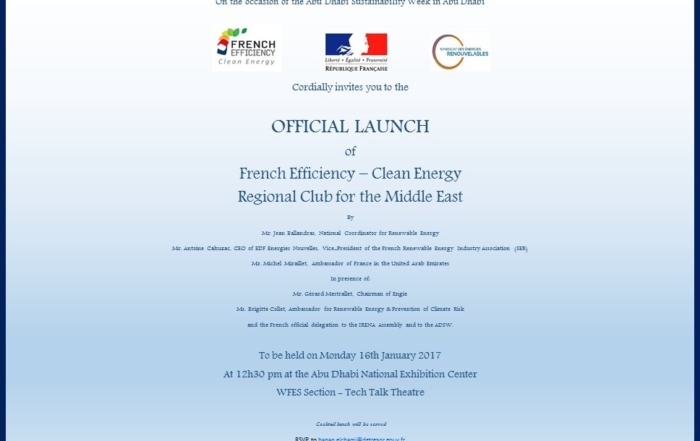 On the occasion of the Abu Dhabi Sustainability Week in Abu Dhabi
FRENCH
EFFICIENCY
Clean Energy
Liberté • Égalité • Fraternité
RÉPUBLIQUE FRANÇAISE
SYNDICAT DES ÉNERGIES
RENOUVELABLES
Cordially invites you to the
OFFICIAL LAUNCH
of
French Efficiency – Clean Energy
Regional Club for the Middle East
By
Mr. Jean Ballandras, National Coordinator for Renewable Energy
Mr. Antoine Cahuzac, CEO of EDF Energies Nouvelles, Vice-President of the French Renewable Energy Industry Association (SER)
Mr. Michel Miraillet, Ambassador of France in the United Arab Emirates
In presence of:
Mr. Gérard Mestrallet, Chairman of Engie
Ms. Brigitte Collet, Ambassador for Renewable Energy & Prevention of Climate Risk
and the French official delegation to the IRENA Assembly and to the ADSW.
To be held on Monday 16th January 2017
At 12h30 pm at the Abu Dhabi National Exhibition Center
WFES Section – Tech Talk Theatre
Cocktail lunch will be served
RSVP to